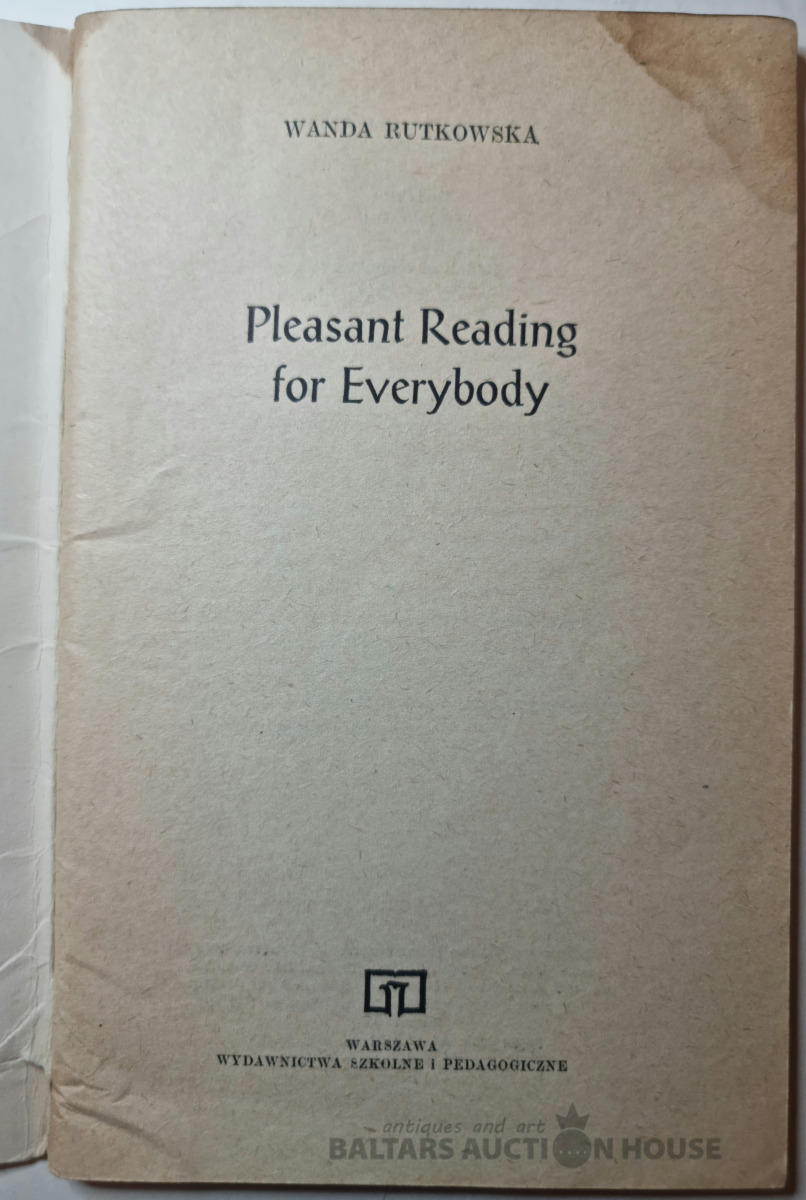 WANDA RUTKOWSKA
Pleasant Reading
for Everybody
WARSZAWA
WYDAWNICTWA SZKOLNE i PEDAGOGICZNE
antiques and art
BALTARS AUCTION HOUSE